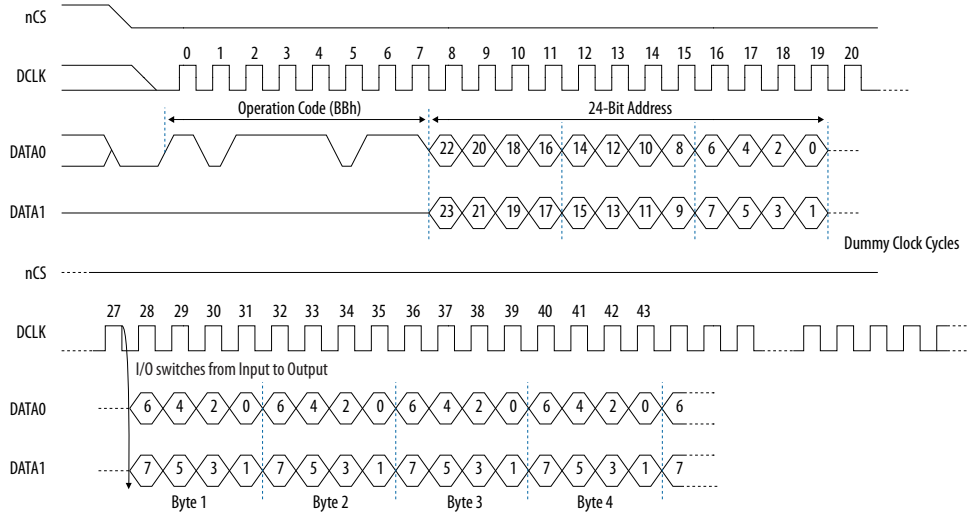 nCS
0 1 2 3 4 5 6 7 8 9 10 11 12 13 14 15 16 17 18 19 20
DCLK
Operation Code (BBh) 24-Bit Address
DATA0 22 20 18 16 14 12 10 8 6 4 2 0
DATA1 23 21 19 17 15 13 11 9 7 5 3 1
Dummy Clock Cycles
nCS
27 28 29 30 31 32 33 34 35 36 37 38 39 40 41 42 43
DCLK
I/O switches from Input to Output
DATA0 6 4 2 0 6 4 2 0 6 4 2 0 6 4 2 0 6
DATA1 7 5 3 1 7 5 3 1 7 5 3 1 7 5 3 1 7
Byte 1 Byte 2 Byte 3 Byte 4